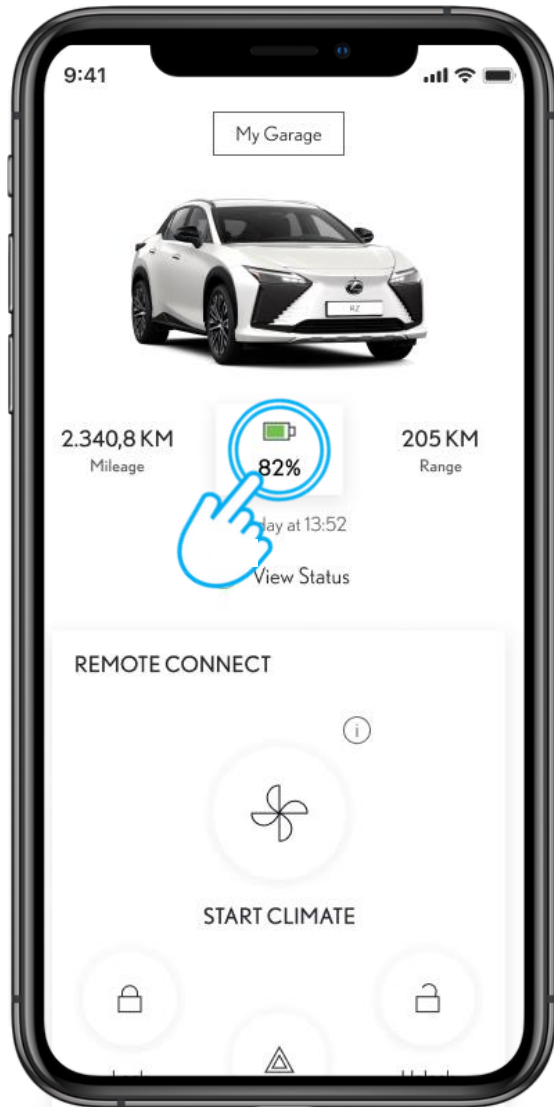 9:41
My Garage
RZ
2.340,8 KM
Mileage
82%
205 KM
Range
day at 13:52
View Status
REMOTE CONNECT
START CLIMATE